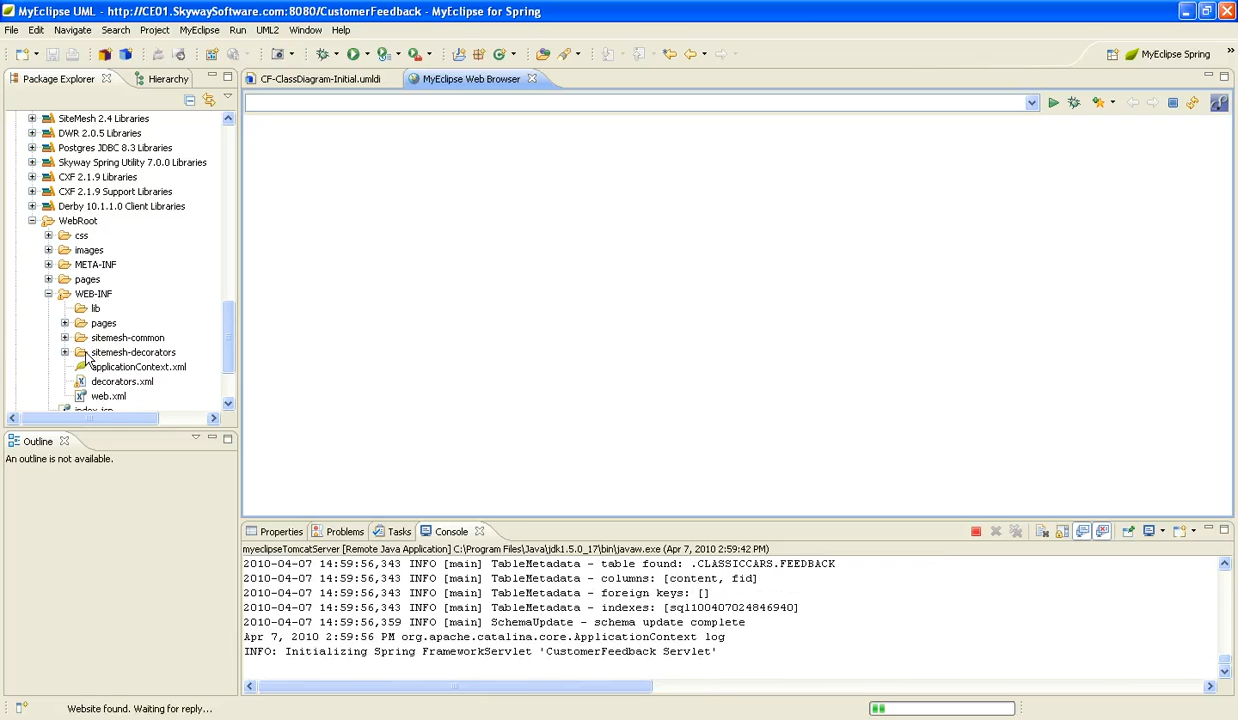 MyEclipse UML - http://CE01.SkywaySoftware.com:8080/CustomerFeedback - MyEclipse for Spring
File Edit Navigate Search Project MyEclipse Run UML2 Window Help
MyEclipse Spring
Package Explorer Hierarchy
CF-ClassDiagram-Initial.umldi MyEclipse Web Browser
SiteMesh 2.4 Libraries
DWR 2.0.5 Libraries
Postgres JDBC 8.3 Libraries
Skyway Spring Utility 7.0.0 Libraries
CXF 2.1.9 Libraries
CXF 2.1.9 Support Libraries
Derby 10.1.1.0 Client Libraries
WebRoot
css
images
META-INF
pages
WEB-INF
lib
pages
sitemesh-common
sitemesh-decorators
applicationContext.xml
decorators.xml
web.xml
index.jsp
Outline
An outline is not available.
Properties Problems Tasks Console
myeclipseTomcatServer [Remote Java Application] C:\Program Files\Java\jdk1.5.0_17\bin\javaw.exe (Apr 7, 2010 2:59:42 PM)
2010-04-07 14:59:56,343 INFO [main] TableMetadata - table found: .CLASSICCARS.FEEDBACK
2010-04-07 14:59:56,343 INFO [main] TableMetadata - columns: [content, fid]
2010-04-07 14:59:56,343 INFO [main] TableMetadata - foreign keys: []
2010-04-07 14:59:56,343 INFO [main] TableMetadata - indexes: [sql100407024846940]
2010-04-07 14:59:56,359 INFO [main] SchemaUpdate - schema update complete
Apr 7, 2010 2:59:56 PM org.apache.catalina.core.ApplicationContext log
INFO: Initializing Spring FrameworkServlet 'CustomerFeedback Servlet'
Website found. Waiting for reply...